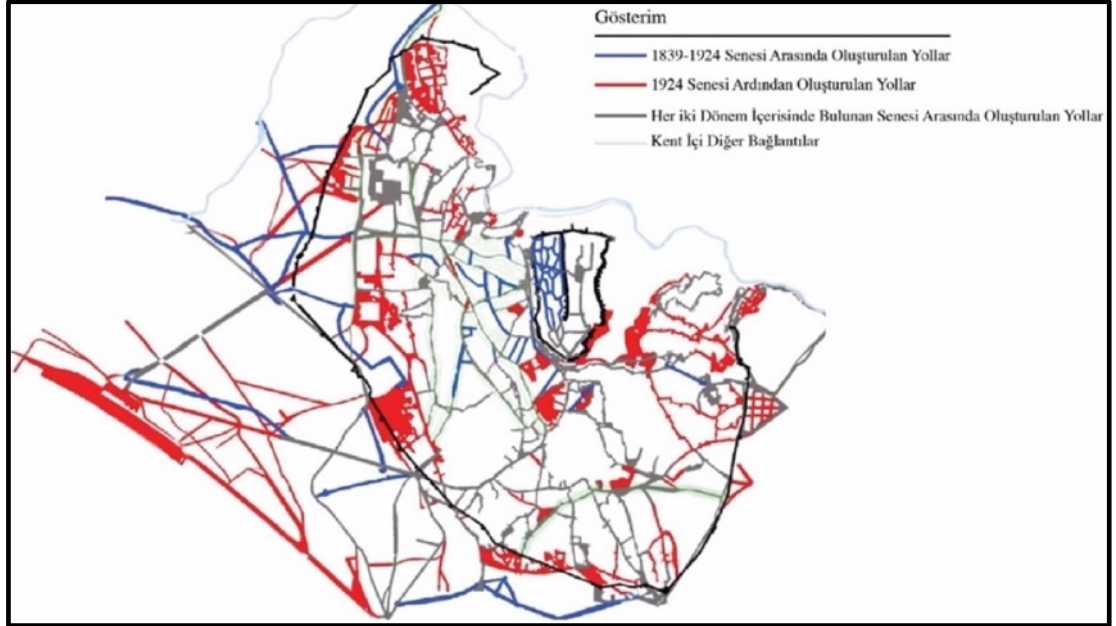 Gösterim
1839-1924 Senesi Arasında Oluşturulan Yollar
1924 Senesi Ardından Oluşturulan Yollar
Her iki Dönem İçerisinde Bulunan Senesi Arasında Oluşturulan Yollar
Kent İçi Diğer Bağlantılar